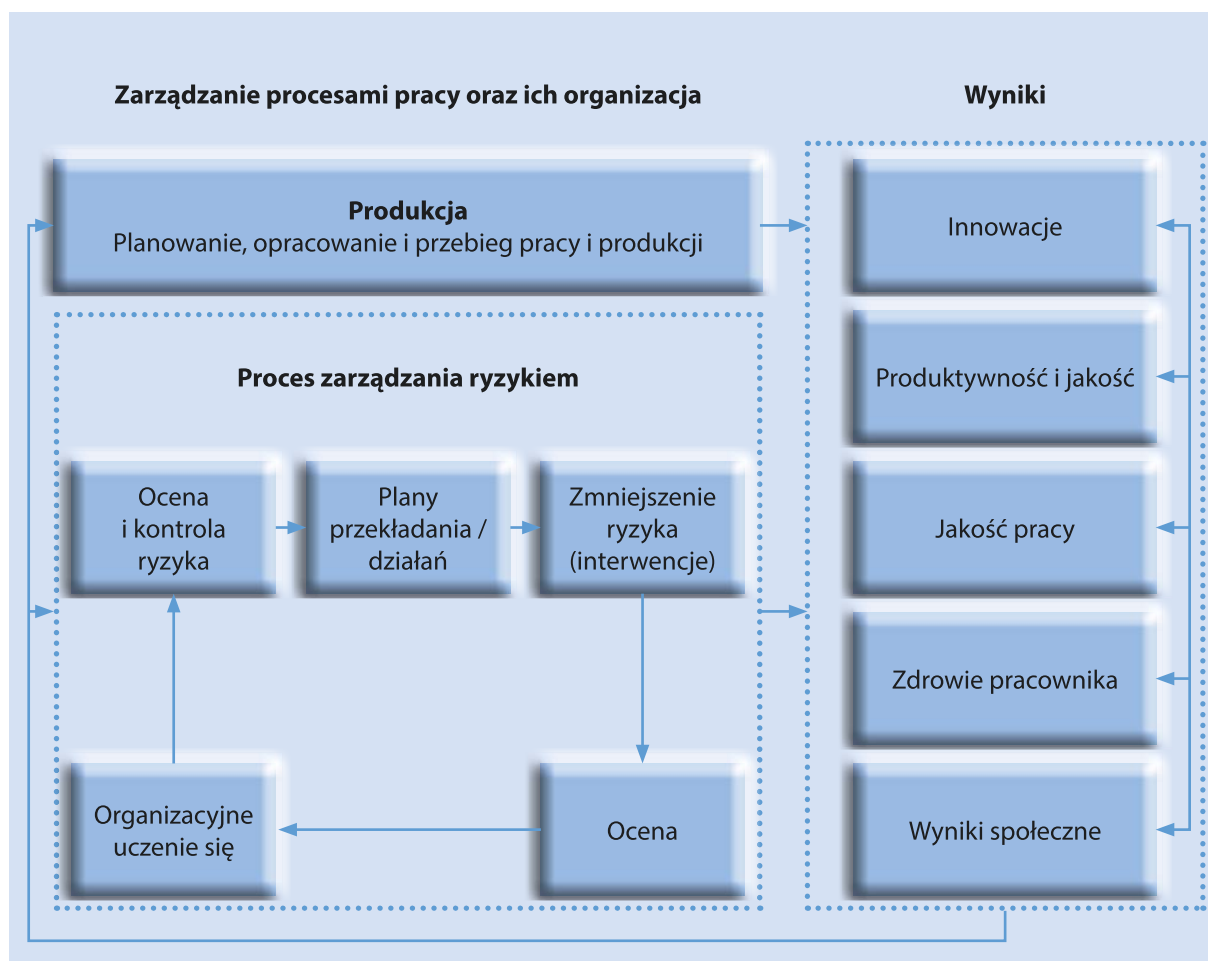 Zarządzanie procesami pracy oraz ich organizacja
Wyniki
Produkcja
Planowanie, opracowanie i przebieg pracy i produkcji
Proces zarządzania ryzykiem
Ocena
i kontrola
ryzyka
Plany
przekładania /
działań
Zmniejszenie
ryzyka
(interwencje)
Organizacyjne
uczenie się
Ocena
Innowacje
Produktywność i jakość
Jakość pracy
Zdrowie pracownika
Wyniki społeczne